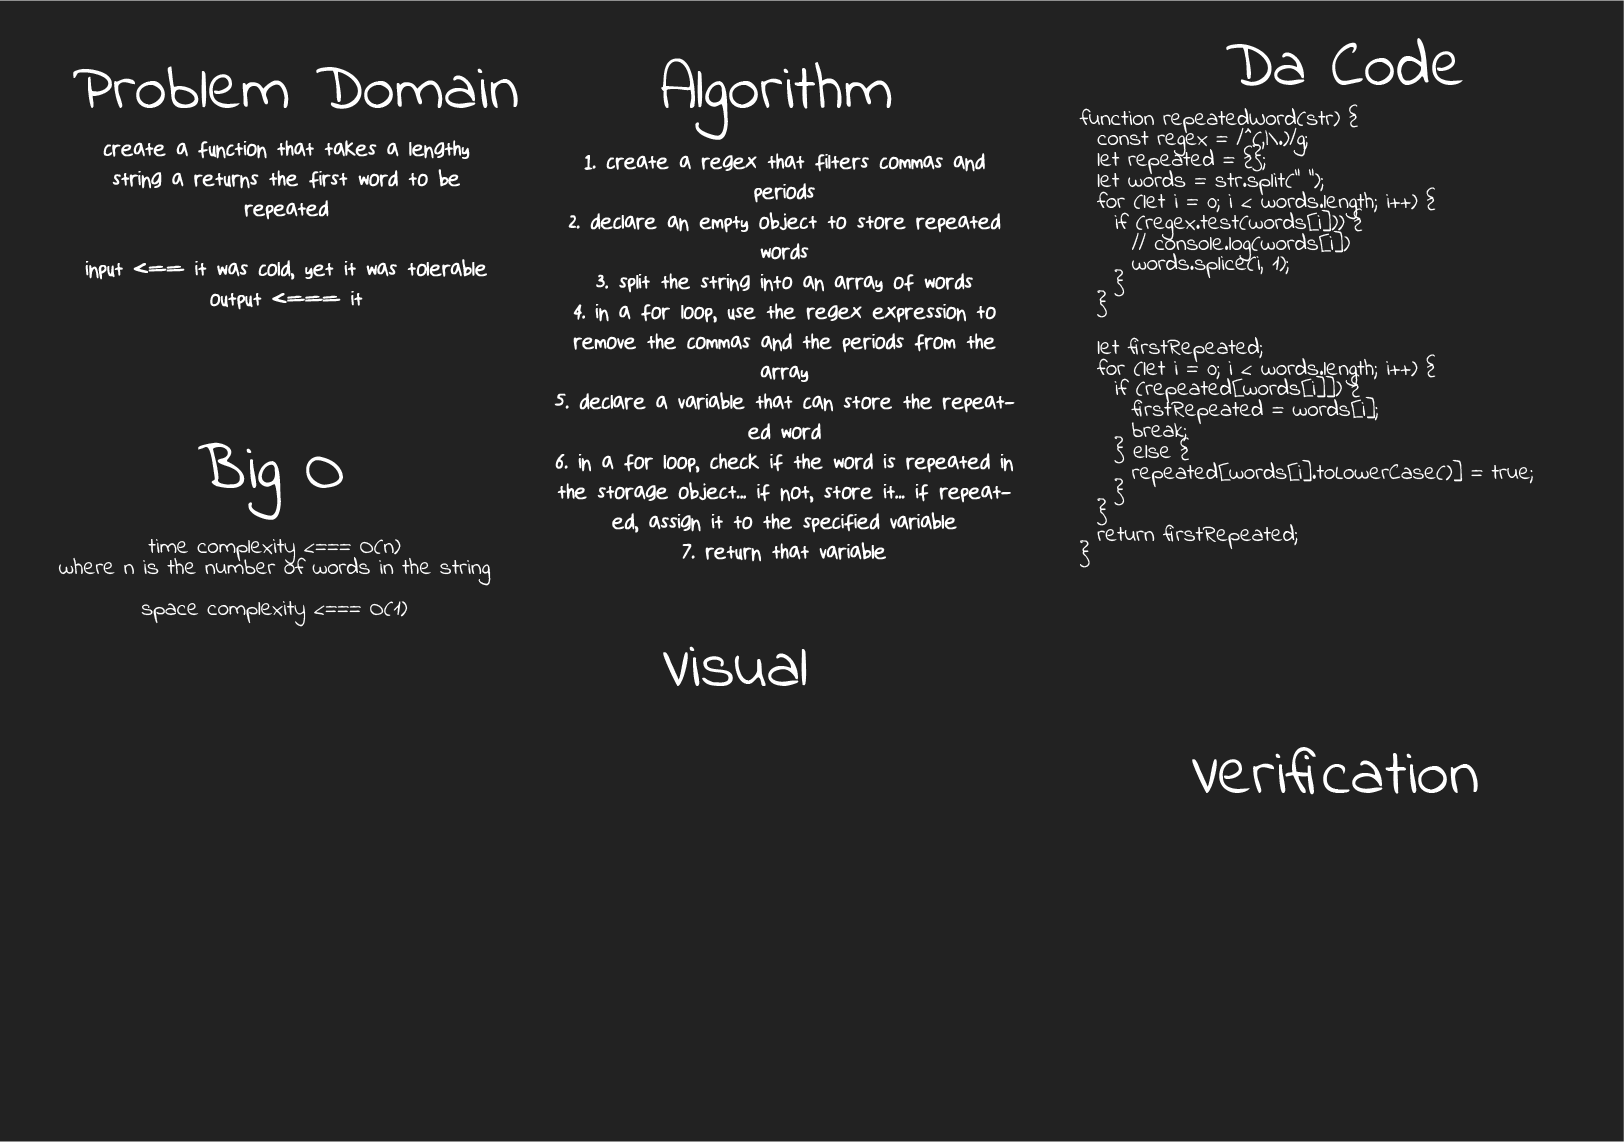 Problem Domain
create a function that takes a lengthy
string a returns the first word to be
repeated
input <=== it was cold, yet it was tolerable
output <==== it
Big O
time complexity <=== O(n)
where n is the number of words in the string
space complexity <=== O(1)
Algorithm
1. create a regex that filters commas and
periods
2. declare an empty object to store repeated
words
3. split the string into an array of words
4. in a for loop, use the regex expression to
remove the commas and the periods from the
array
5. declare a variable that can store the repeat-
ed word
6. in a for loop, check if the word is repeated in
the storage object... if not, store it... if repeat-
ed, assign it to the specified variable
7. return that variable
Visual
Da Code
function repeatedWord(str) {
const regex = /^(,|\.)/g;
let repeated = {};
let words = str.split(" ");
for (let i = 0; i < words.length; i++) {
if (regex.test(words[i])) {
// console.log(words[i])
words.splice(i, 1);
}
}
let firstRepeated;
for (let i = 0; i < words.length; i++) {
if (repeated[words[i]]) {
firstRepeated = words[i];
break;
} else {
repeated[words[i].toLowerCase()] = true;
}
}
return firstRepeated;
}
Verification